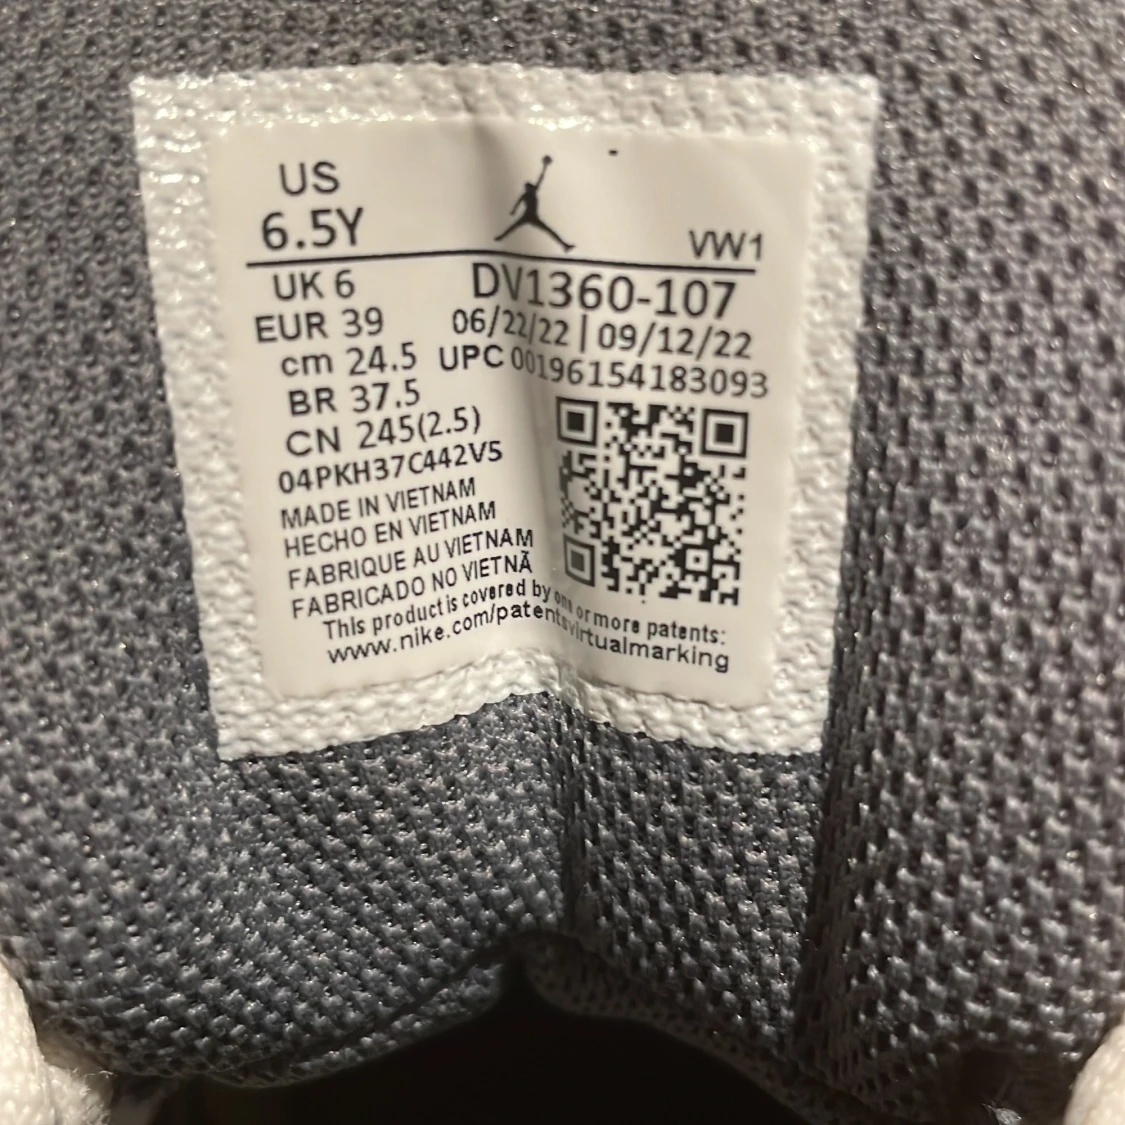 US
6.5Y
VW1
UK 6
DV1360-107
EUR 39
06/22/22 | 09/12/22
cm 24.5
UPC 00196154183093
BR 37.5
CN 245(2.5)
04PKH37C442V5
MADE IN VIETNAM
HECHO EN VIETNAM
FABRIQUE AU VIETNAM
FABRICADO NO VIETNÃ
This product is covered by one or more patents:
www.nike.com/patentsvirtualmarking